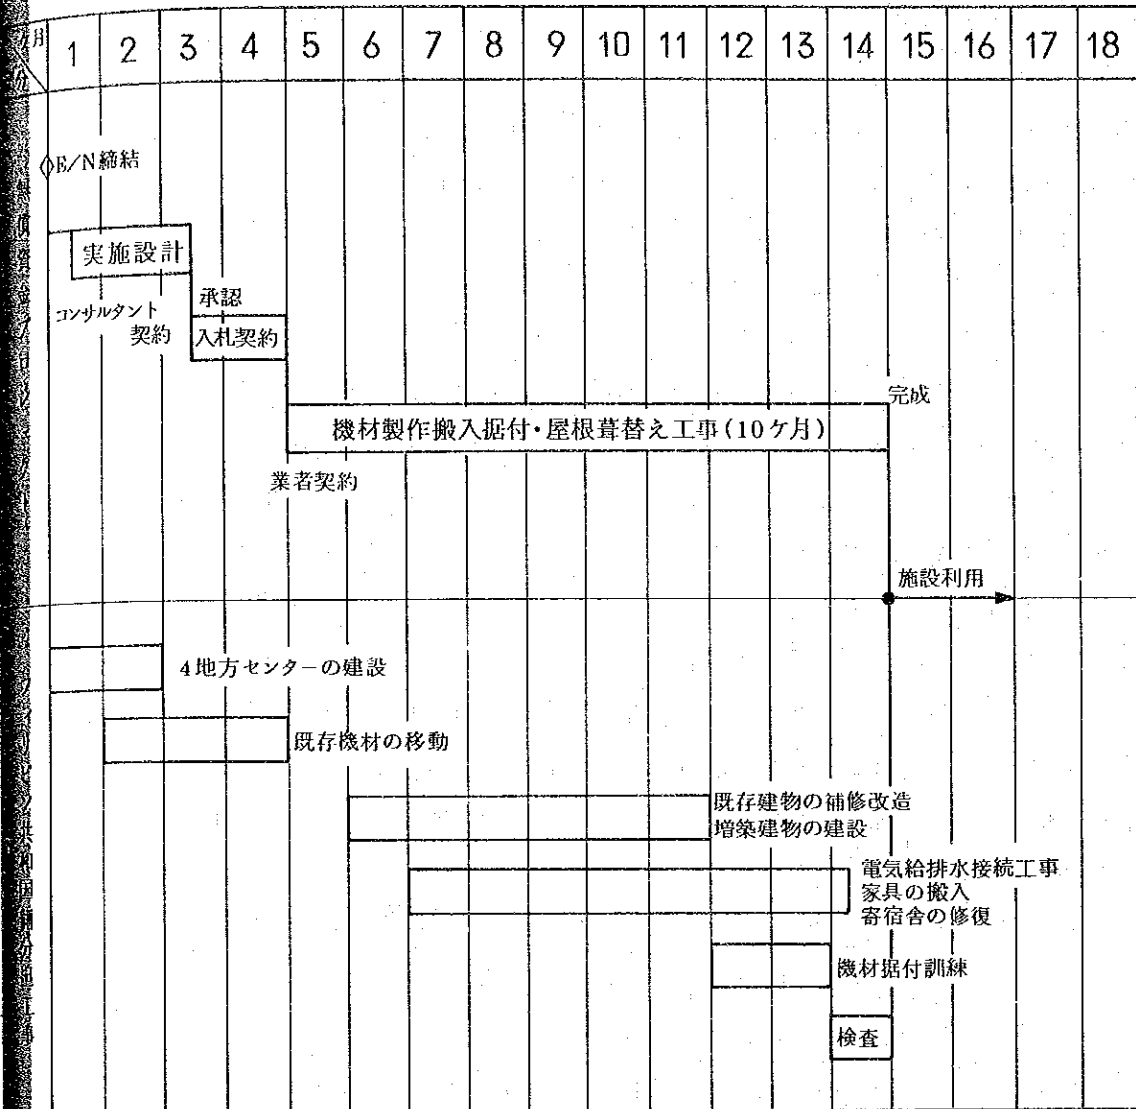 月
1 2 3 4 5 6 7 8 9 10 11 12 13 14 15 16 17 18
E/N締結
実施設計
コンサルタント
契約
承認
入札契約
完成
機材製作搬入据付・屋根葺替え工事(10ケ月)
業者契約
施設利用
4地方センターの建設
既存機材の移動
既存建物の補修改造
増築建物の建設
電気給排水接続工事
家具の搬入
寄宿舎の修復
機材据付訓練
検査